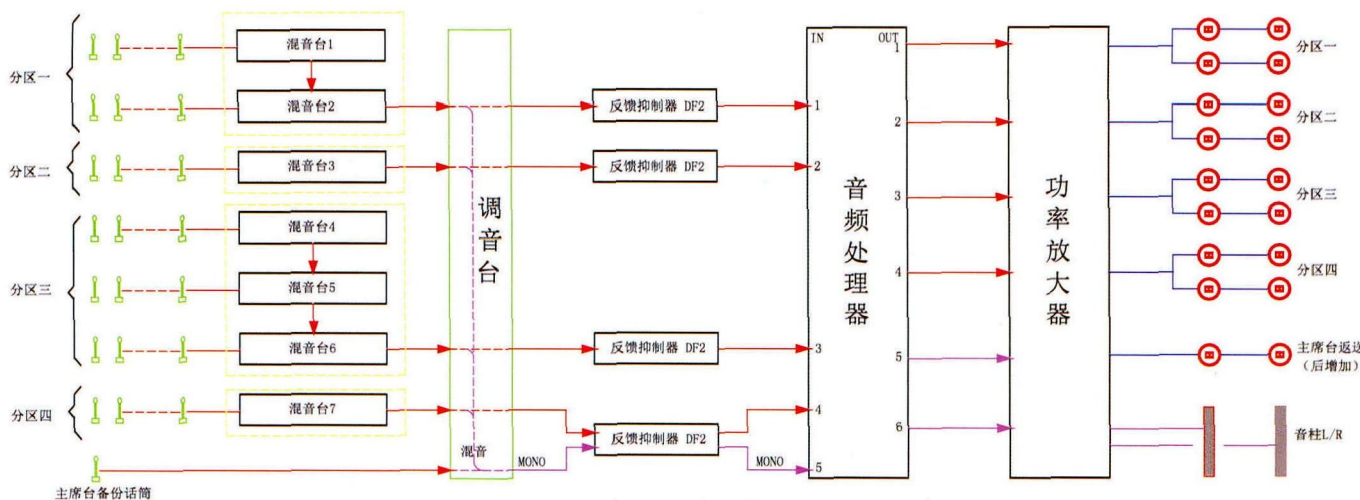 分区一
分区二
分区三
分区四
主席台备份话筒
混音台1
混音台2
混音台3
混音台4
混音台5
混音台6
混音台7
调音台
混音
MONO
反馈抑制器 DF2
反馈抑制器 DF2
反馈抑制器 DF2
反馈抑制器 DF2
MONO
IN
OUT
1
2
3
4
5
音频处理器
1
2
3
4
5
6
功率放大器
分区一
分区二
分区三
分区四
主席台返送
(后增加)
音柱L/R